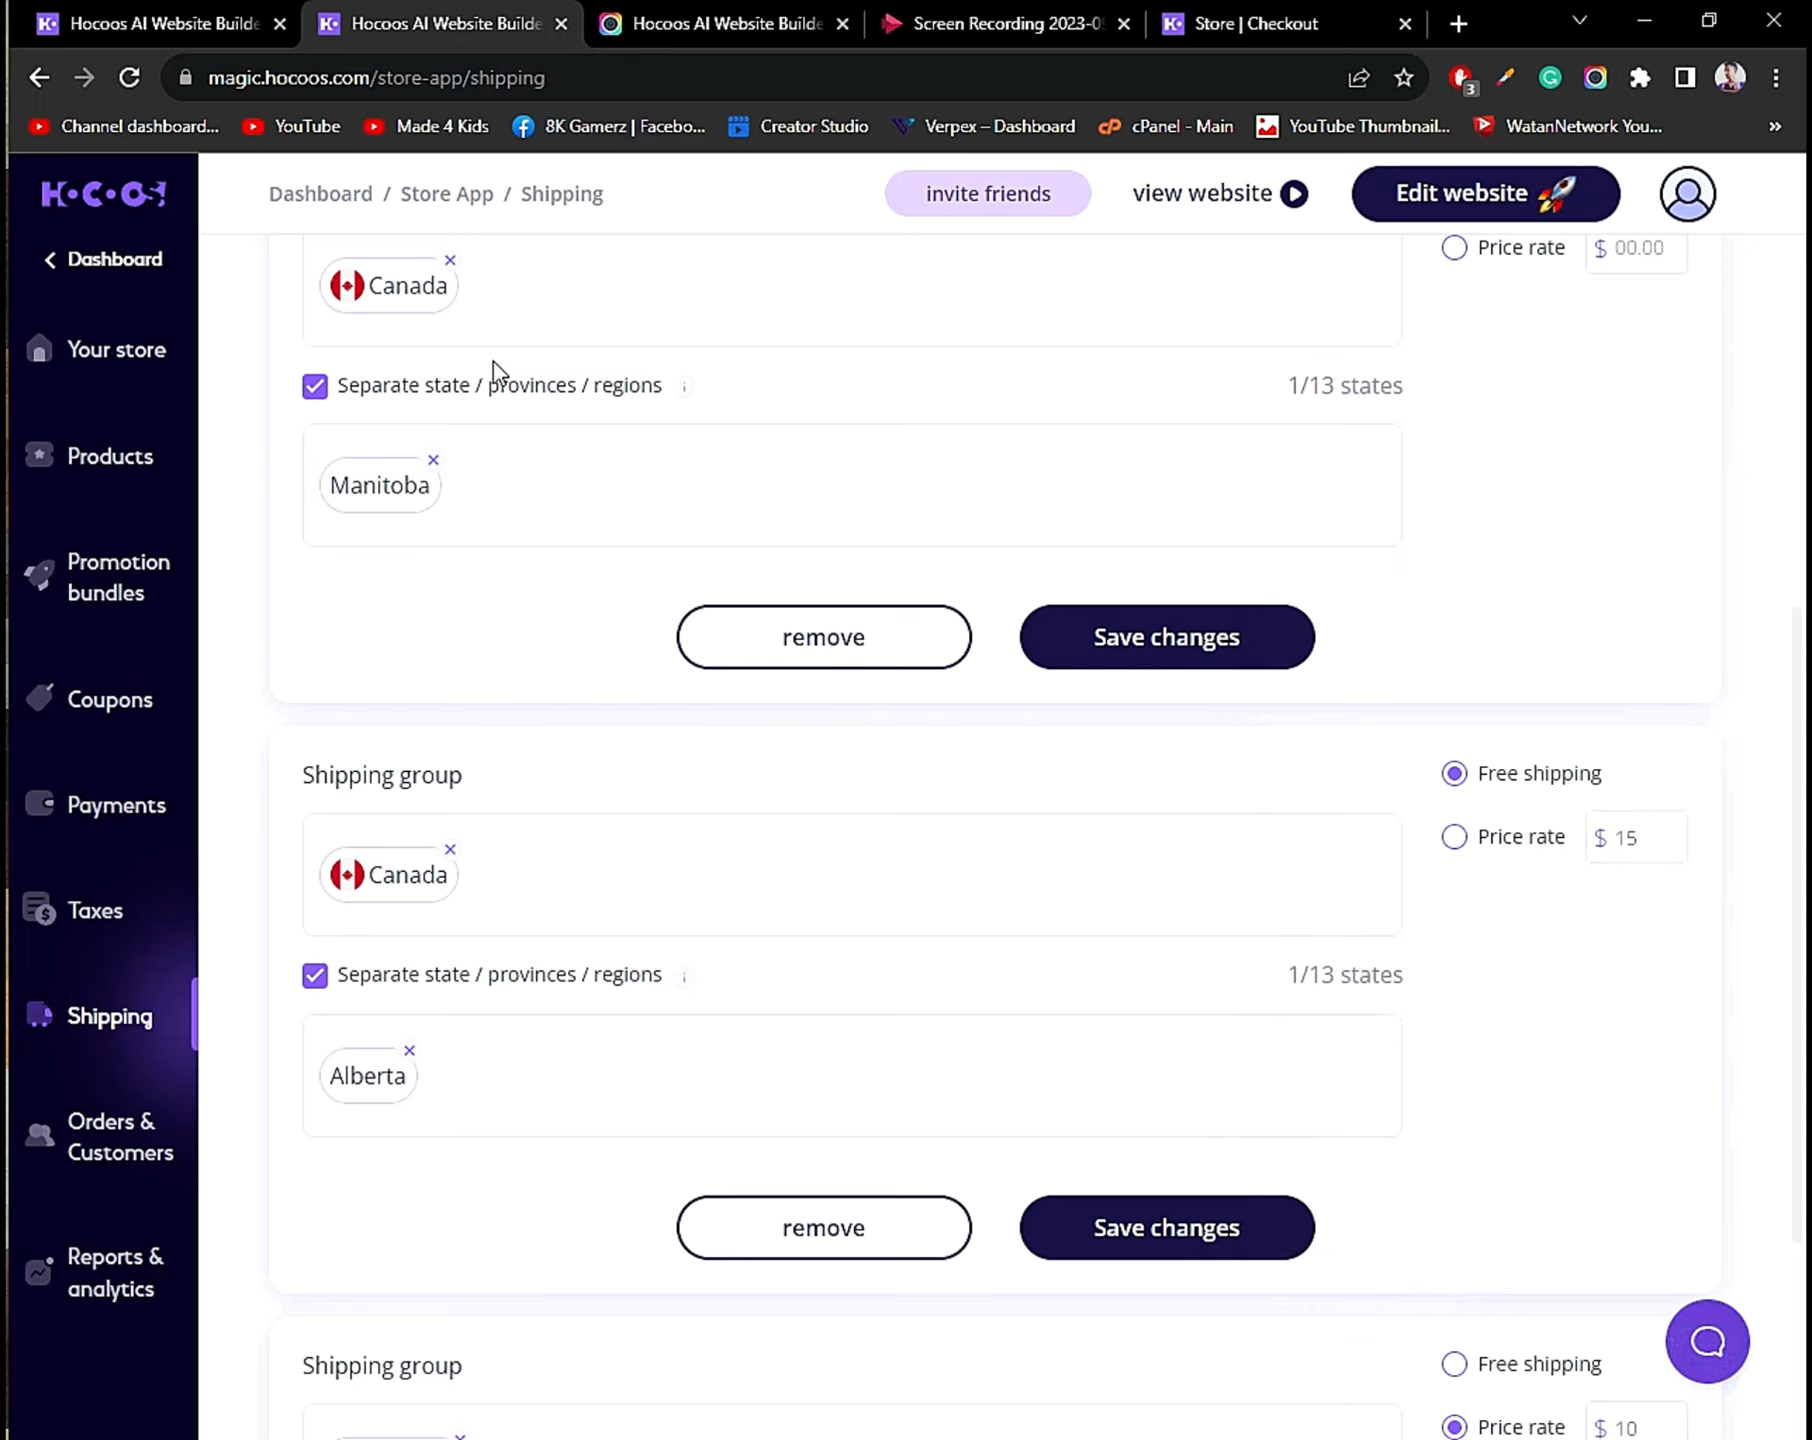 Hocoos AI Website Builde
Hocoos AI Website Builde
Hocoos AI Website Builde
Screen Recording 2023-0
Store | Checkout
magic.hocoos.com/store-app/shipping
3
Channel dashboard...
YouTube
Made 4 Kids
8K Gamerz | Facebo...
Creator Studio
Verpex – Dashboard
cPanel - Main
YouTube Thumbnail...
WatanNetwork You...
H·C·OS
Dashboard / Store App / Shipping
invite friends
view website
Edit website
Dashboard
Your store
Products
Promotion
bundles
Coupons
Payments
Taxes
Shipping
Orders &
Customers
Reports &
analytics
Canada
Price rate
$ 00.00
Separate state / provinces / regions
1/13 states
Manitoba
remove
Save changes
Shipping group
Free shipping
Canada
Price rate
$ 15
Separate state / provinces / regions
1/13 states
Alberta
remove
Save changes
Shipping group
Free shipping
Price rate
$ 10